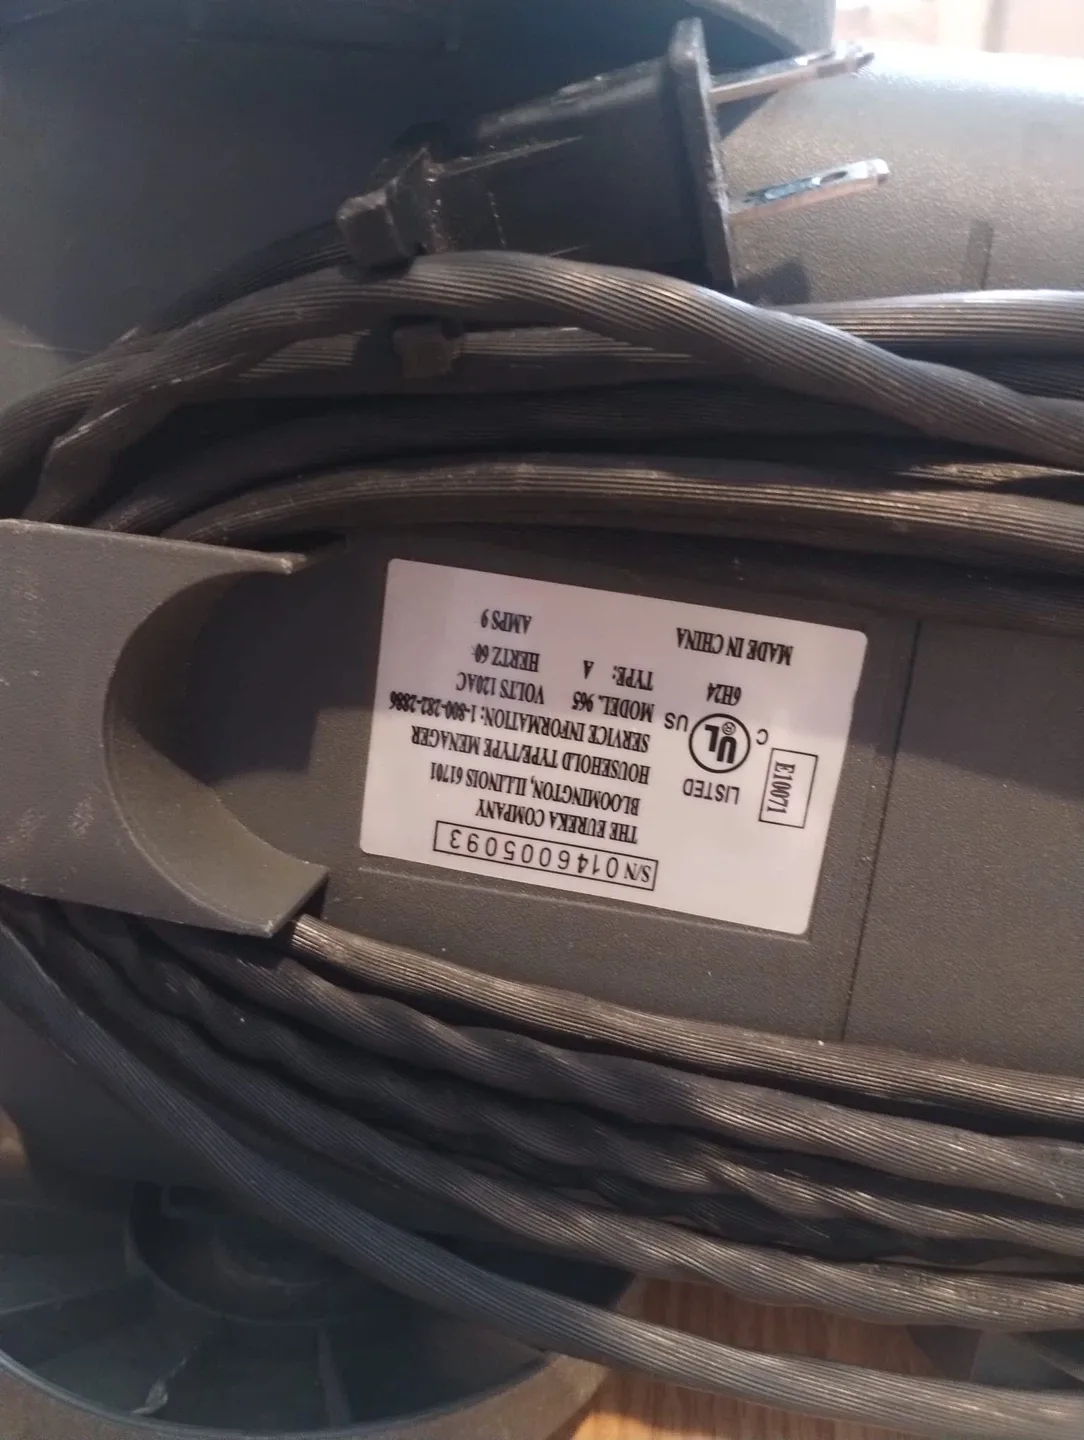 S/N 0146005093
THE EUREKA COMPANY
BLOOMINGTON, ILLINOIS 61701
HOUSEHOLD TYPE/TYPE MENAGER
SERVICE INFORMATION: 1-800-282-2886
MODEL. 965 VOLTS 120AC
TYPE: A HERTZ 60
AMPS 9
E10071
LISTED
C UL ® US
6H24
MADE IN CHINA